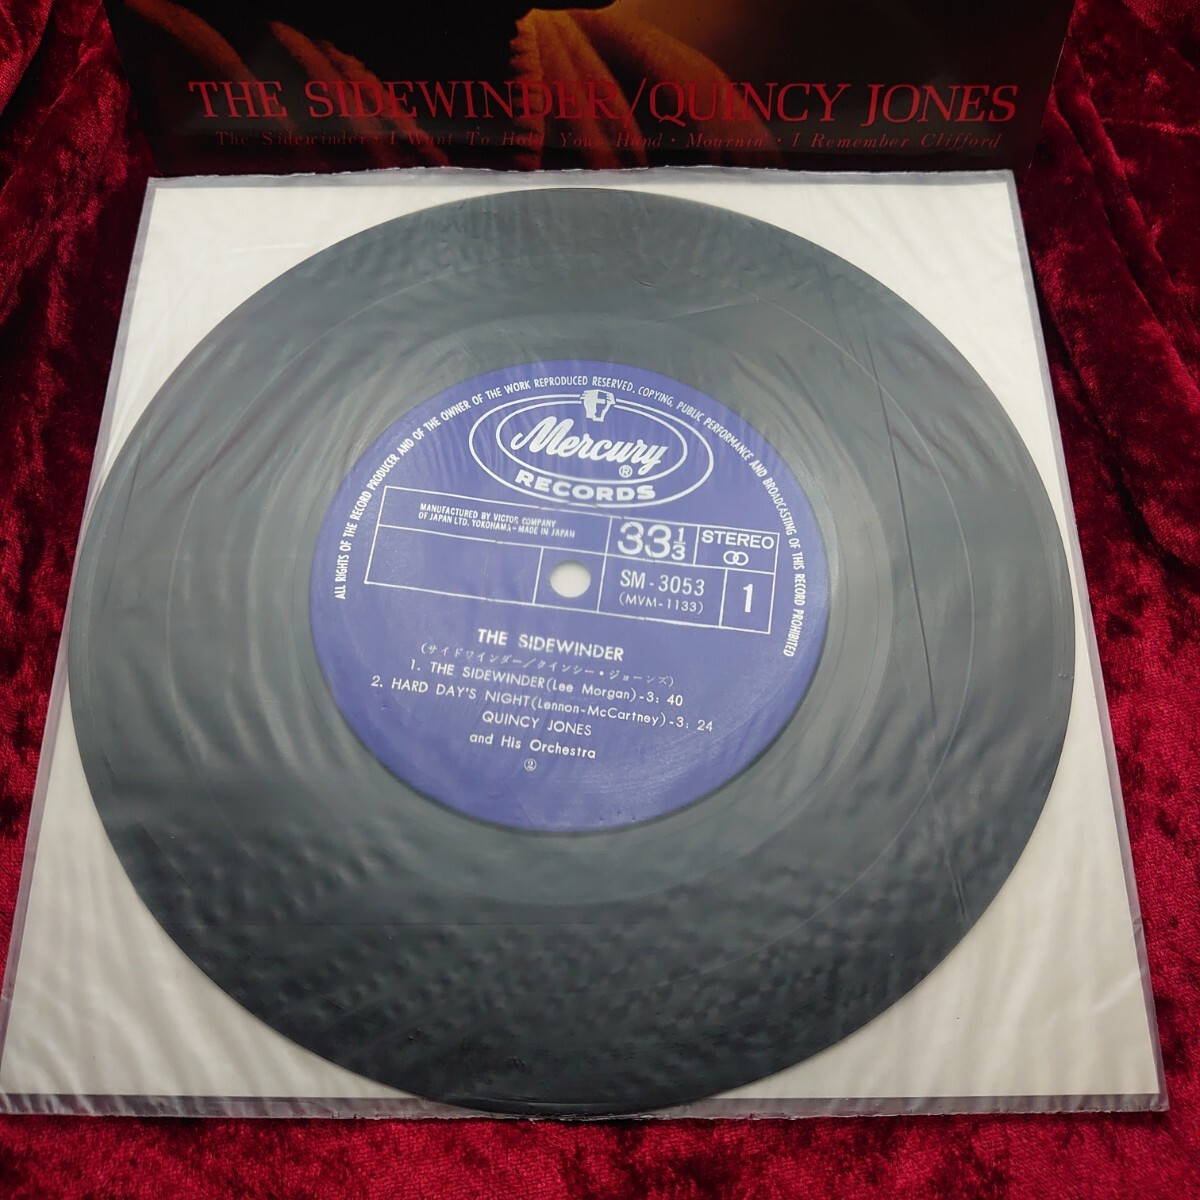 THE SIDEWINDER/QUINCY JONES
The Sidewinder・I Want To Hold Your Hand・Mournin・I Remember Clifford
ALL RIGHTS OF THE RECORD PRODUCER AND OF THE OWNER OF THE WORK REPRODUCED RESERVED. COPYING, PUBLIC PERFORMANCE AND BROADCASTING OF THIS RECORD PROHIBITED
Mercury ®
RECORDS
MANUFACTURED BY VICTOR COMPANY
OF JAPAN LTD. YOKOHAMA-MADE IN JAPAN
33 1/3
STEREO
SM-3053
(MVM-1133)
1
THE SIDEWINDER
(サイドワインダー/クインシー・ジョーンズ)
1. THE SIDEWINDER(Lee Morgan)-3:40
2. HARD DAY'S NIGHT(Lennon-McCartney)-3:24
QUINCY JONES
and His Orchestra
②